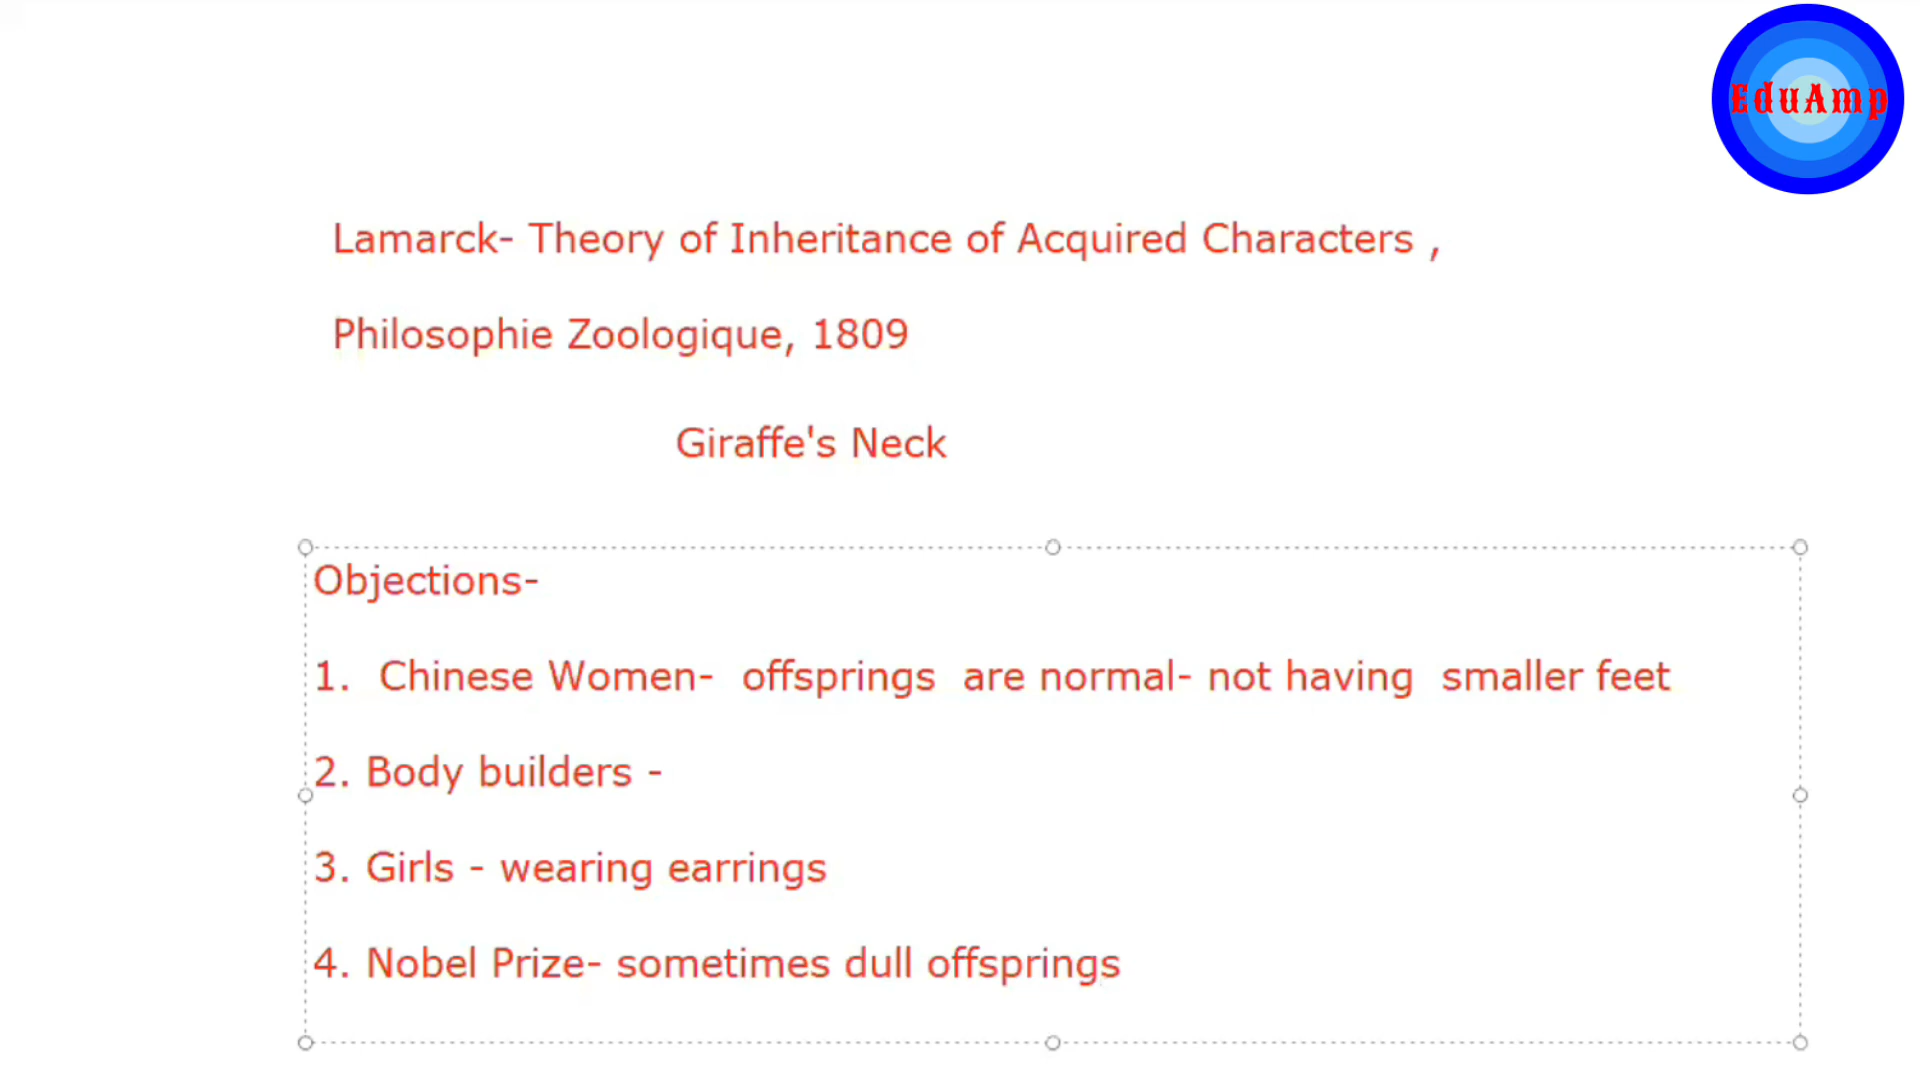 EduAmp
Lamarck- Theory of Inheritance of Acquired Characters ,
Philosophie Zoologique, 1809
Giraffe's Neck
Objections-
1. Chinese Women- offsprings are normal- not having smaller feet
2. Body builders -
3. Girls - wearing earrings
4. Nobel Prize- sometimes dull offsprings